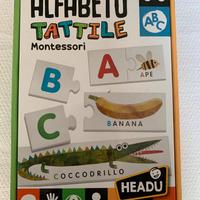 ALFABETO
TATTILE
Montessori
ABC
A
APE
B
BANANA
C
COCCODRILLO
HEADU